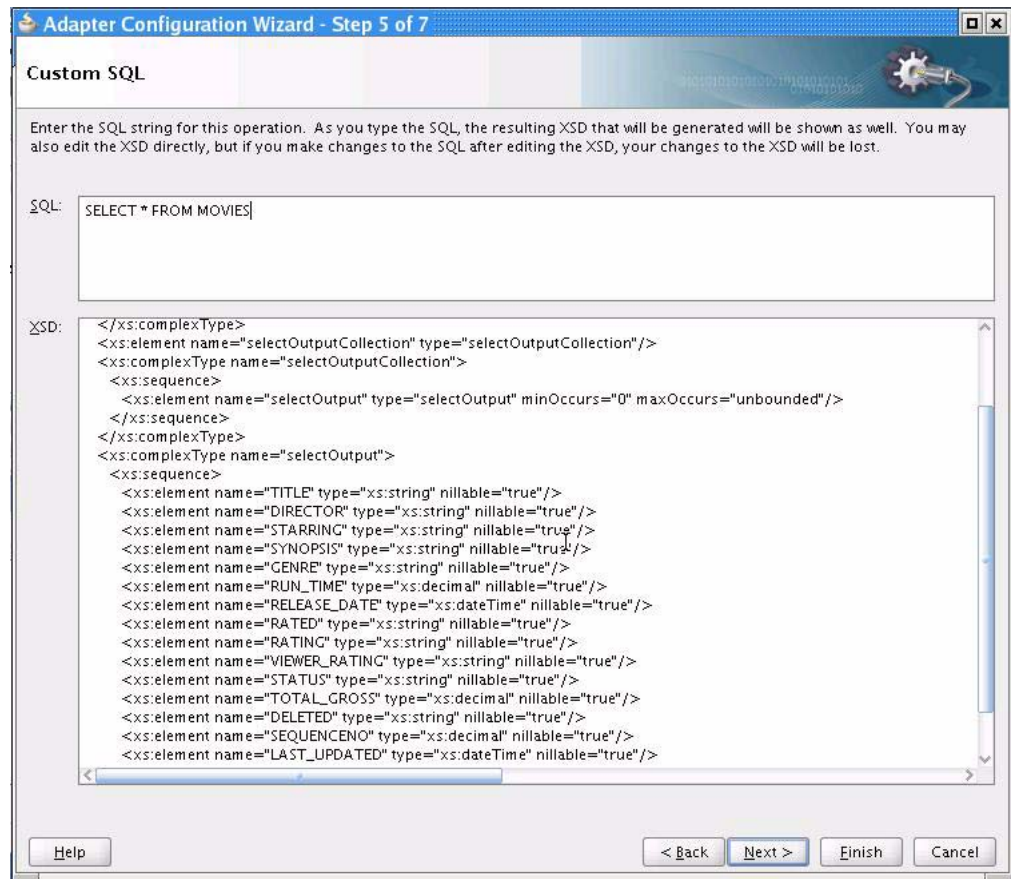 Adapter Configuration Wizard - Step 5 of 7
Custom SQL
Enter the SQL string for this operation. As you type the SQL, the resulting XSD that will be generated will be shown as well. You may
also edit the XSD directly, but if you make changes to the SQL after editing the XSD, your changes to the XSD will be lost.
SQL:
SELECT * FROM MOVIES
XSD:
</xs:complexType>
<xs:element name="selectOutputCollection" type="selectOutputCollection"/>
<xs:complexType name="selectOutputCollection">
<xs:sequence>
<xs:element name="selectOutput" type="selectOutput" minOccurs="0" maxOccurs="unbounded"/>
</xs:sequence>
</xs:complexType>
<xs:complexType name="selectOutput">
<xs:sequence>
<xs:element name="TITLE" type="xs:string" nillable="true"/>
<xs:element name="DIRECTOR" type="xs:string" nillable="true"/>
<xs:element name="STARRING" type="xs:string" nillable="true"/>
<xs:element name="SYNOPSIS" type="xs:string" nillable="true"/>
<xs:element name="GENRE" type="xs:string" nillable="true"/>
<xs:element name="RUN_TIME" type="xs:decimal" nillable="true"/>
<xs:element name="RELEASE_DATE" type="xs:dateTime" nillable="true"/>
<xs:element name="RATED" type="xs:string" nillable="true"/>
<xs:element name="RATING" type="xs:string" nillable="true"/>
<xs:element name="VIEWER_RATING" type="xs:string" nillable="true"/>
<xs:element name="STATUS" type="xs:string" nillable="true"/>
<xs:element name="TOTAL_GROSS" type="xs:decimal" nillable="true"/>
<xs:element name="DELETED" type="xs:string" nillable="true"/>
<xs:element name="SEQUENCENO" type="xs:decimal" nillable="true"/>
<xs:element name="LAST_UPDATED" type="xs:dateTime" nillable="true"/>
Help
< Back
Next >
Finish
Cancel